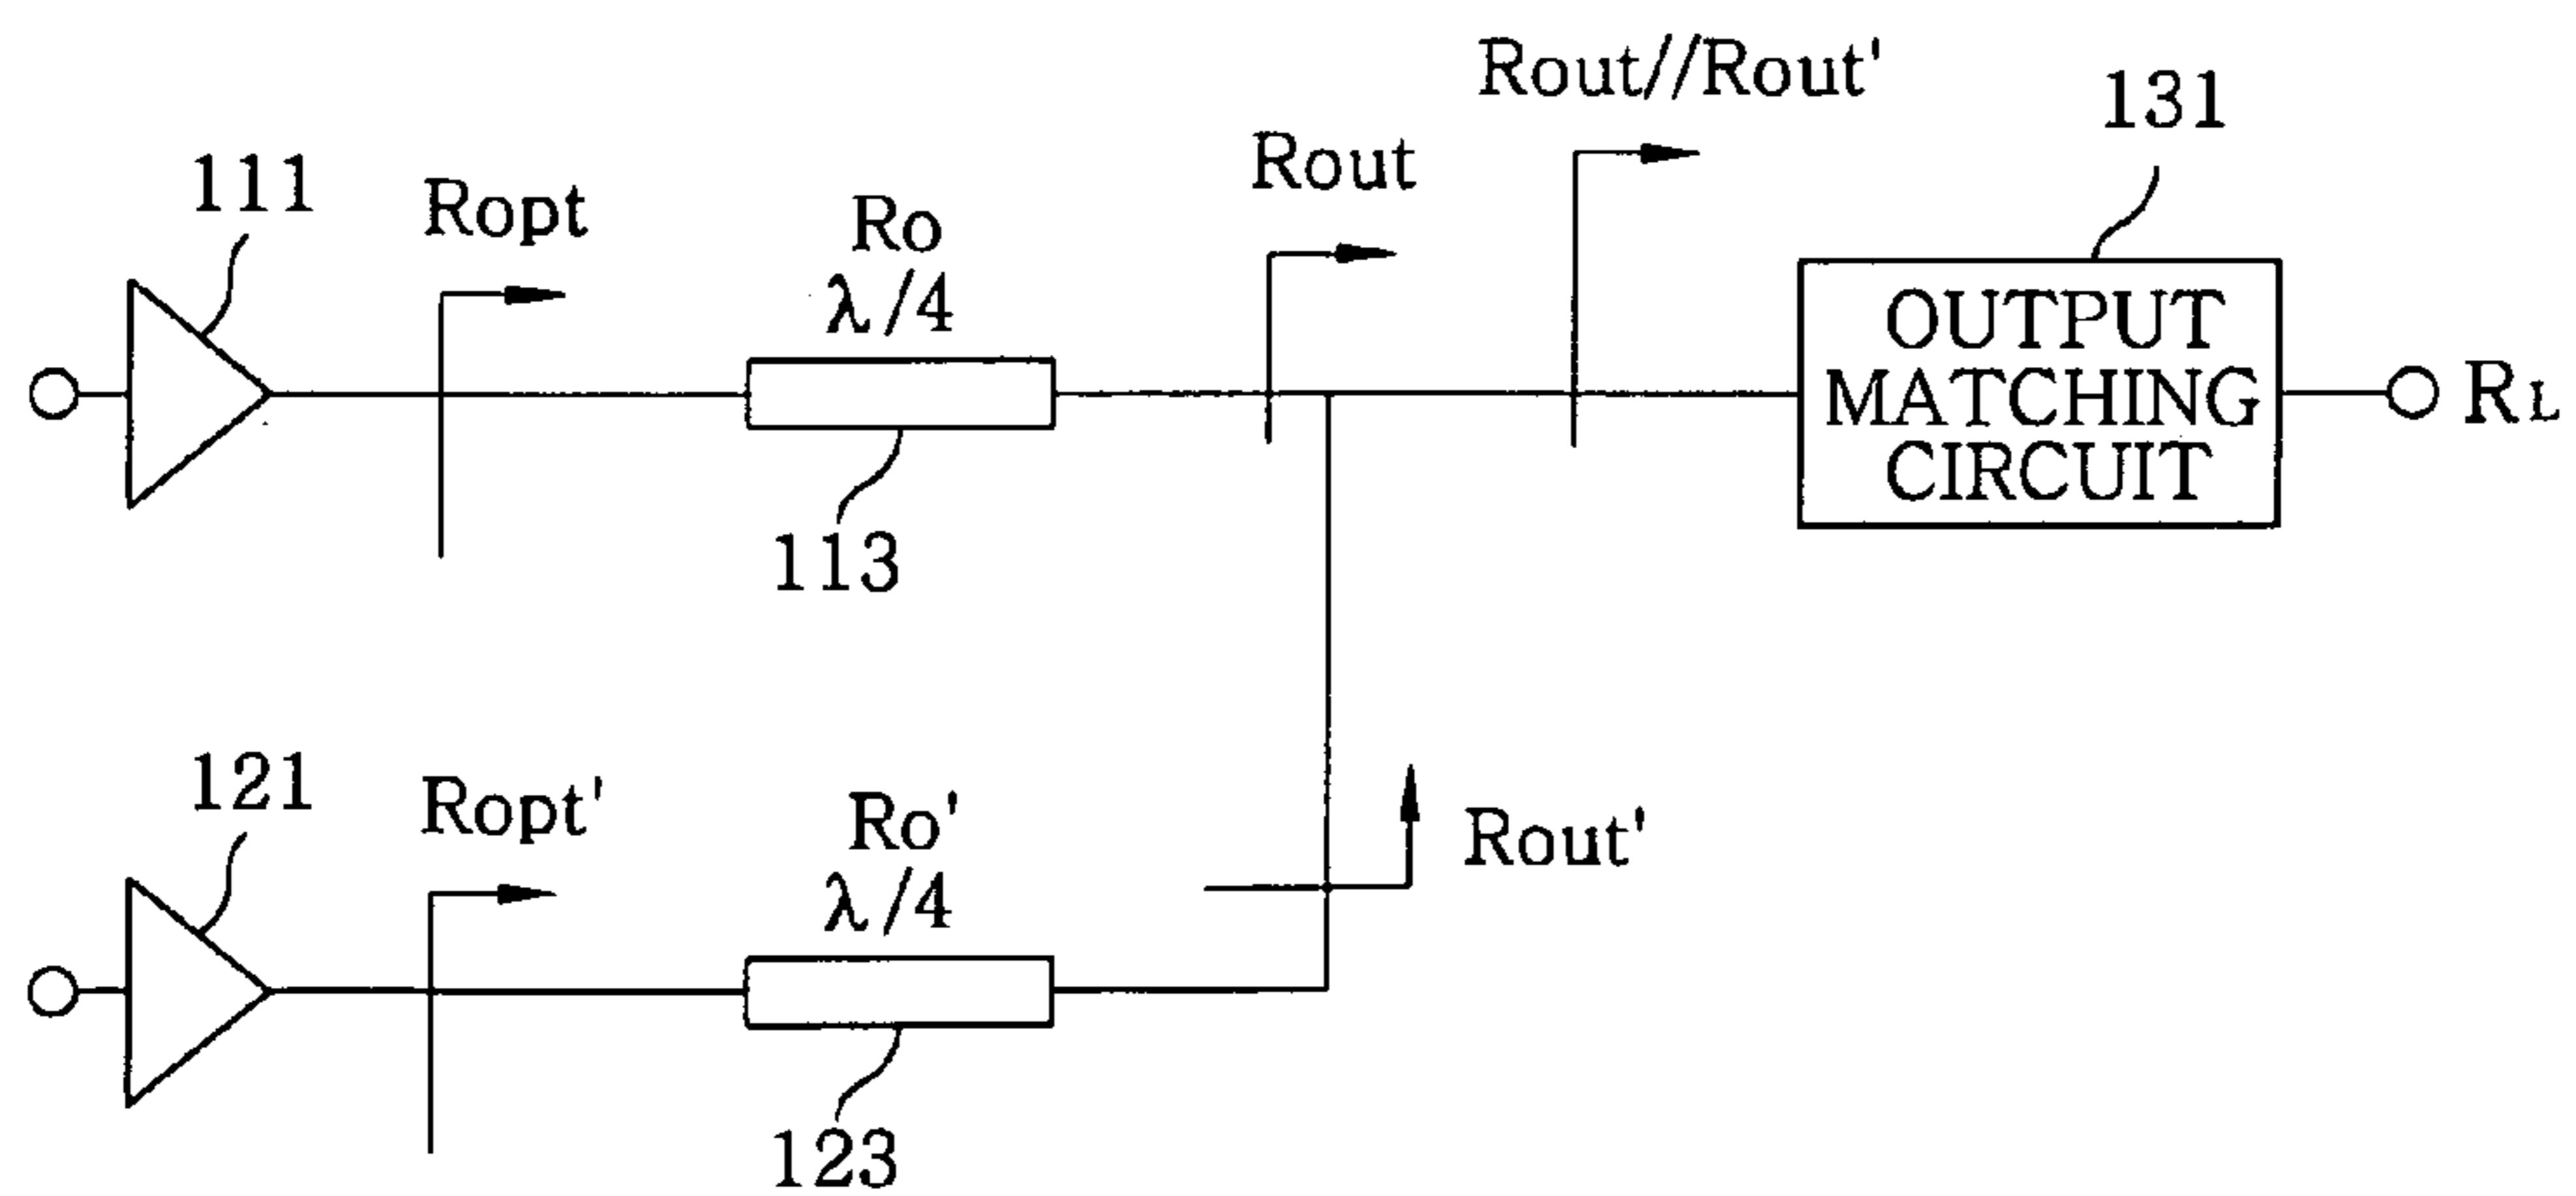 Rout//Rout'
131
Rout
111
Ropt
Ro
λ/4
OUTPUT
MATCHING
CIRCUIT
RL
113
121
Ropt'
Ro'
λ/4
Rout'
123